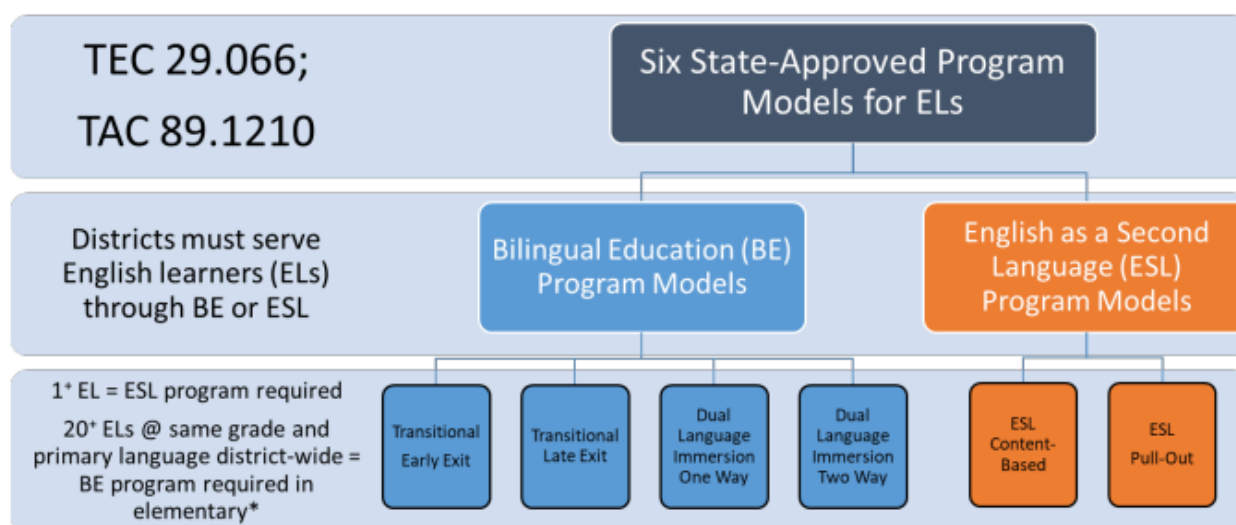 TEC 29.066;
TAC 89.1210
Six State-Approved Program
Models for ELs
Districts must serve
English learners (ELs)
through BE or ESL
Bilingual Education (BE)
Program Models
English as a Second
Language (ESL)
Program Models
1⁺ EL = ESL program required
20⁺ ELs @ same grade and
primary language district-wide =
BE program required in
elementary*
Transitional
Early Exit
Transitional
Late Exit
Dual
Language
Immersion
One Way
Dual
Language
Immersion
Two Way
ESL
Content-
Based
ESL
Pull-Out